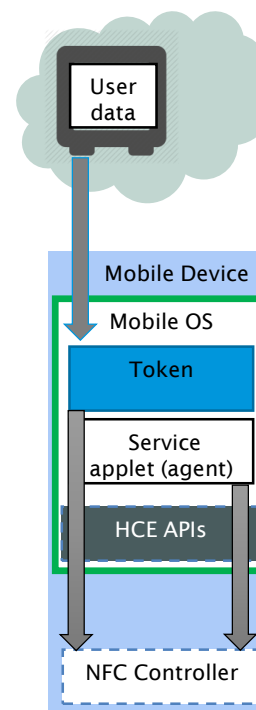 User
data
Mobile Device
Mobile OS
Token
Service
applet (agent)
HCE APIs
NFC Controller